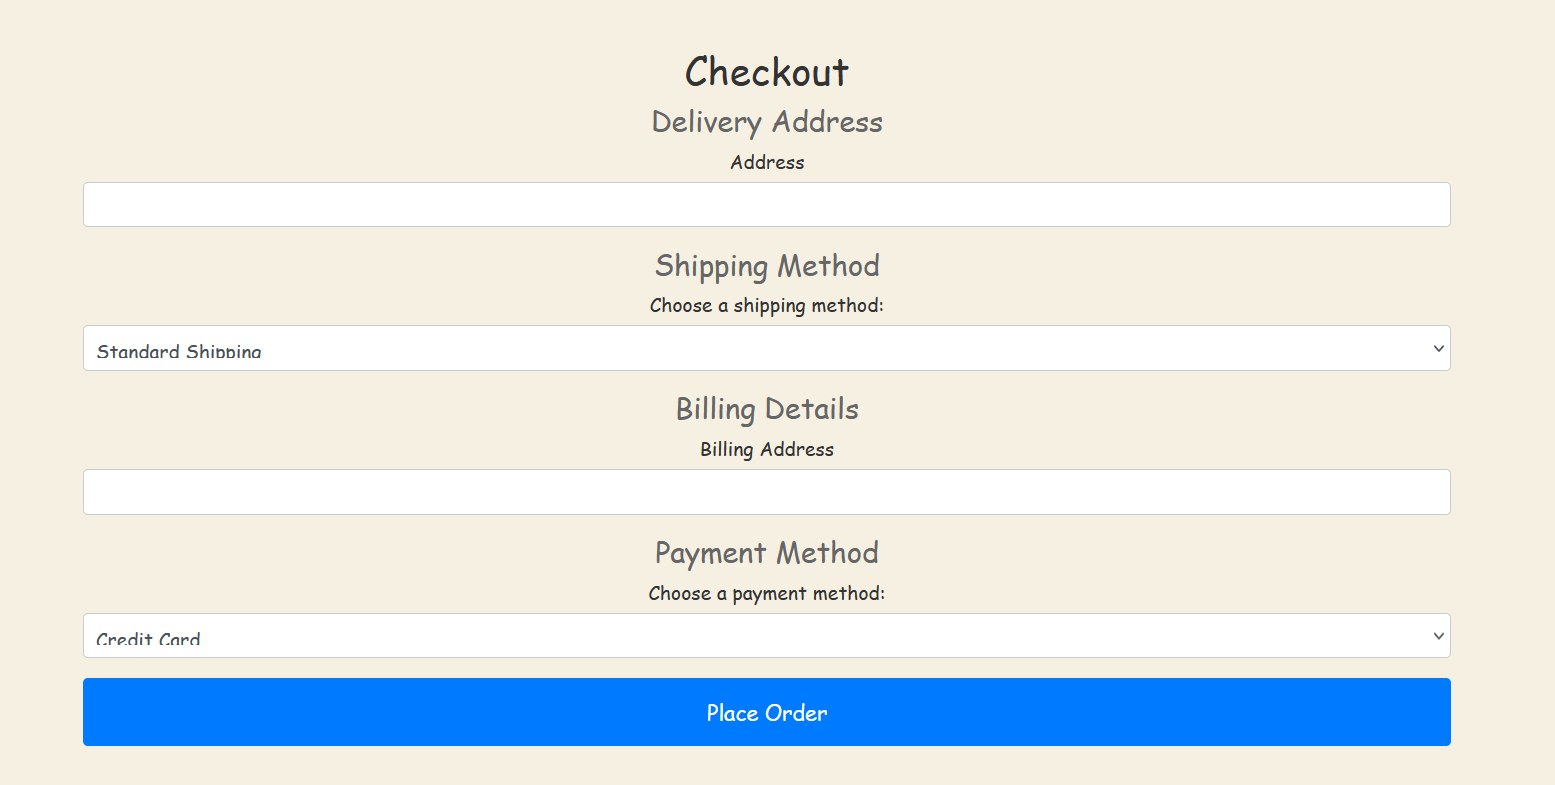 Checkout
Delivery Address
Address
Shipping Method
Choose a shipping method:
Standard Shipping
Billing Details
Billing Address
Payment Method
Choose a payment method:
Credit Card
Place Order